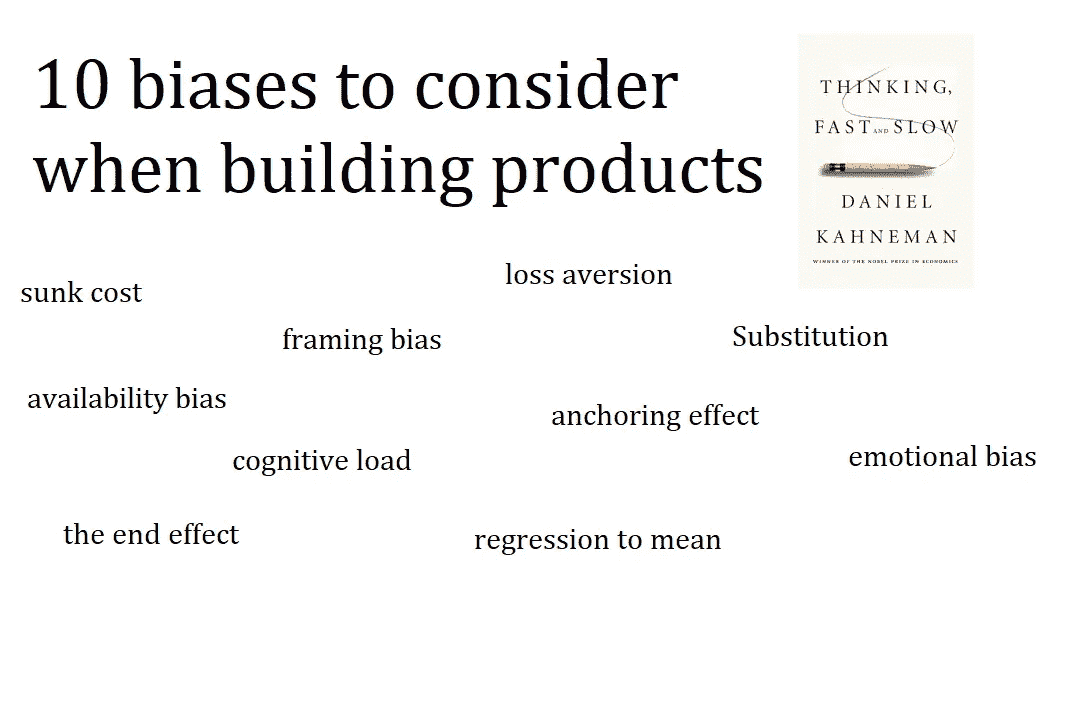 10 biases to consider
when building products
THINKING,
FAST AND SLOW
DANIEL
KAHNEMAN
WINNER OF THE NOBEL PRIZE IN ECONOMICS
loss aversion
sunk cost
framing bias
Substitution
availability bias
anchoring effect
cognitive load
emotional bias
the end effect
regression to mean